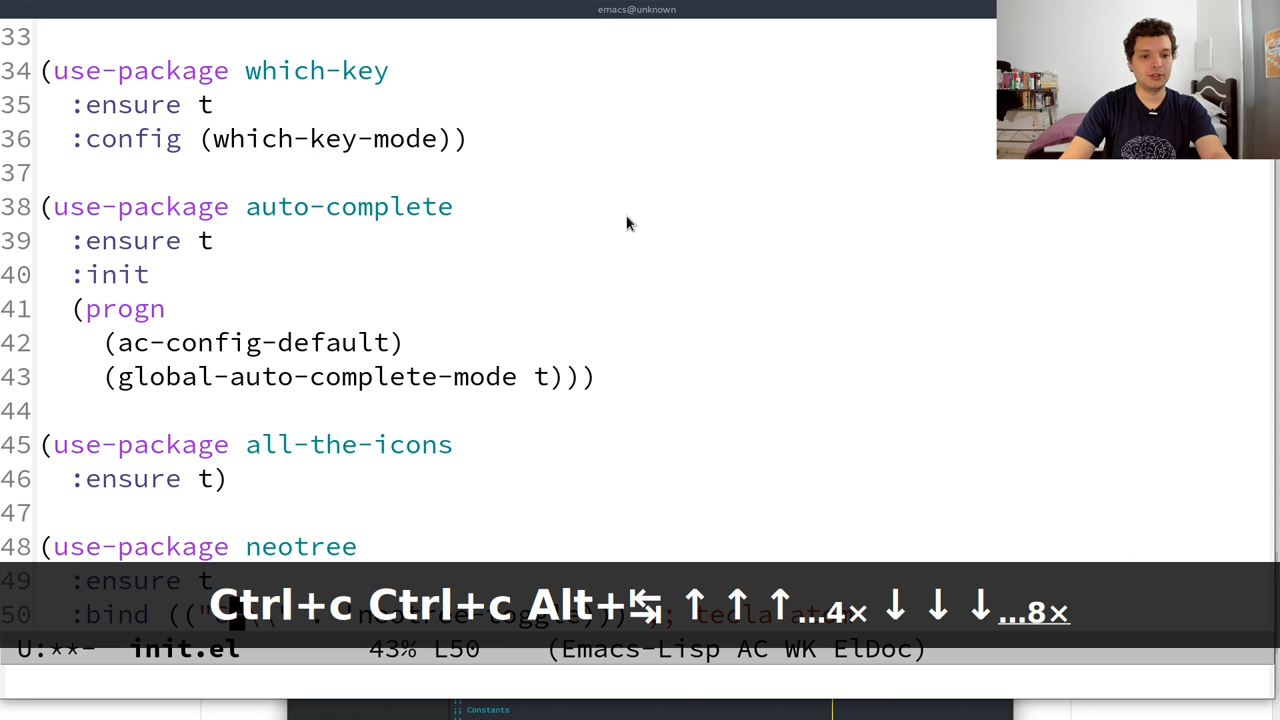 emacs@unknown
33
34 (use-package which-key
35 :ensure t
36 :config (which-key-mode))
37
38 (use-package auto-complete
39 :ensure t
40 :init
41 (progn
42 (ac-config-default)
43 (global-auto-complete-mode t)))
44
45 (use-package all-the-icons
46 :ensure t)
47
48 (use-package neotree
49 :ensure t
Ctrl+c Ctrl+c Alt+↹ ↑ ↑ ↑...4× ↓ ↓ ↓...8×
50 :bind (("C neotree-toggle))) ; tecla
U:**- init.el 43% L50 (Emacs-Lisp AC WK ElDoc)
;; Constants